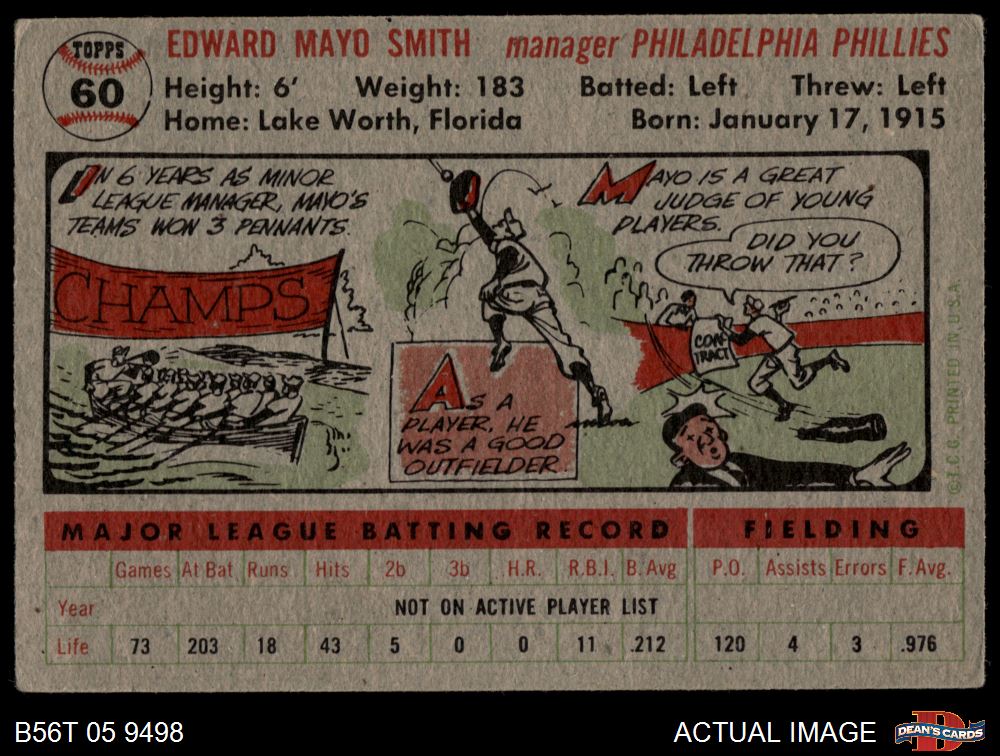 TOPPS
60
EDWARD MAYO SMITH manager PHILADELPHIA PHILLIES
Height: 6' Weight: 183 Batted: Left Threw: Left
Home: Lake Worth, Florida Born: January 17, 1915
IN 6 YEARS AS MINOR
LEAGUE MANAGER, MAYO'S
TEAMS WON 3 PENNANTS.
CHAMPS
AS A
PLAYER, HE
WAS A GOOD
OUTFIELDER
MAYO IS A GREAT
JUDGE OF YOUNG
PLAYERS.
DID YOU
THROW THAT?
CON-
TRACT
©T.C.G. PRINTED IN U.S.A.
MAJOR LEAGUE BATTING RECORD FIELDING
Games At Bat Runs Hits 2b 3b H.R. R.B.I. B. Avg P.O. Assists Errors F. Avg.
Year NOT ON ACTIVE PLAYER LIST
Life 73 203 18 43 5 0 0 11 .212 120 4 3 .976
B56T 05 9498 ACTUAL IMAGE
DEAN'S CARDS